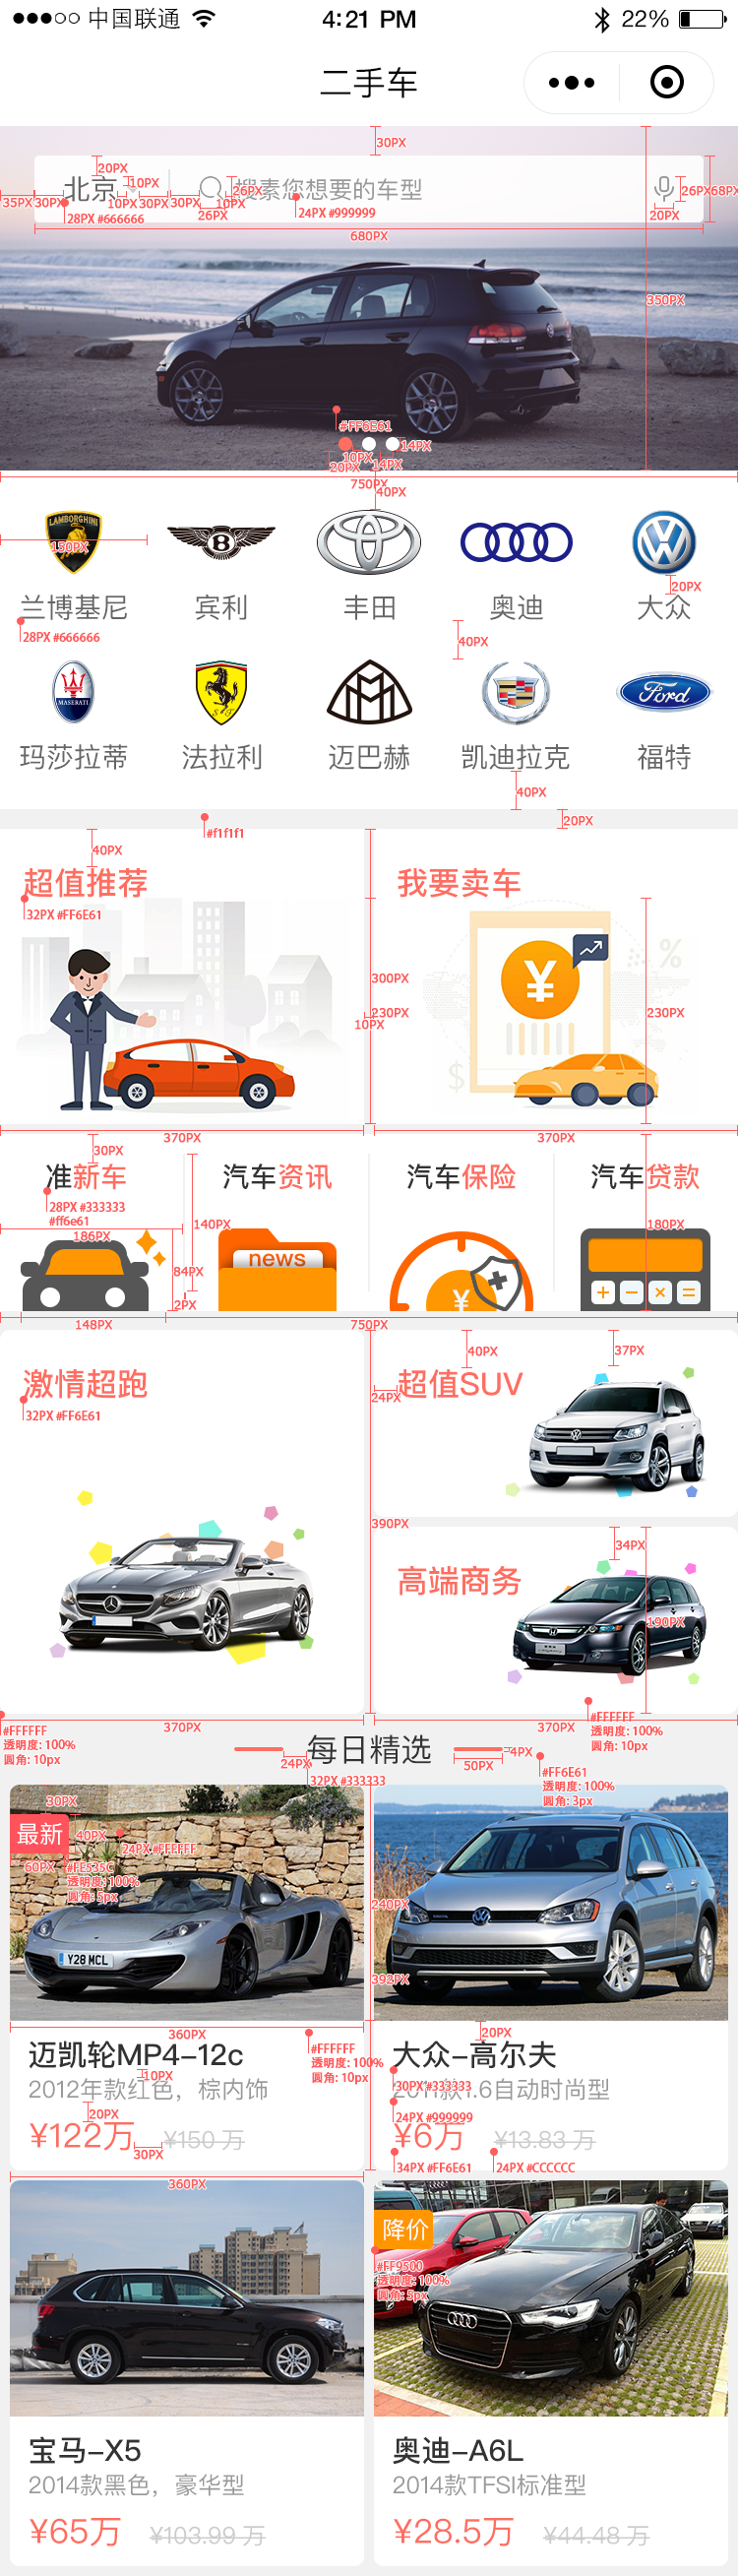 中国联通 4:21 PM 22%
二手车
30PX
20PX
北京 10PX 搜素您想要的车型 26PX 26PX 68PX
35PX 30PX 10PX 30PX 30PX 10PX
28PX #666666 26PX 24PX #999999 20PX
680PX
350PX
#FF6E61
14PX
10PX
20PX 14PX
750PX
40PX
LAMBORGHINI
150PX
B
20PX
兰博基尼 宾利 丰田 奥迪 大众
28PX #666666 40PX
MASERATI S F Ford
玛莎拉蒂 法拉利 迈巴赫 凯迪拉克 福特
40PX
20PX
#f1f1f1
40PX
超值推荐 我要卖车
32PX #FF6E61
¥ %
300PX
230PX 230PX
10PX
$
370PX 370PX
30PX
准新车 汽车资讯 汽车保险 汽车贷款
28PX #333333
#ff6e61
140PX 180PX
186PX
news
84PX
¥ + − × =
2PX
148PX 750PX
40PX 37PX
激情超跑 超值SUV
24PX
32PX #FF6E61
390PX
34PX
高端商务
190PX
#FFFFFF 370PX 370PX #FFFFFF
透明度: 100% 透明度: 100%
圆角: 10px 圆角: 10px
每日精选
4PX
24PX 50PX
32PX #333333 #FF6E61
透明度: 100%
圆角: 3px
30PX
最新 40PX
24PX #FFFFFF
60PX #FE535C
透明度: 100%
圆角: 5px
240PX
Y28 MCL
392PX
360PX 20PX
#FFFFFF
透明度: 100%
圆角: 10px
迈凯轮MP4-12c 大众-高尔夫
10PX 30PX #333333
2012年款红色，棕内饰 2011款1.6自动时尚型
20PX 24PX #999999
¥122万 ¥150 万 ¥6万 ¥13.83 万
30PX
34PX #FF6E61 24PX #CCCCCC
360PX
降价
#FF9500
透明度: 100%
圆角: 5px
宝马-X5 奥迪-A6L
2014款黑色，豪华型 2014款TFSI标准型
¥65万 ¥103.99 万 ¥28.5万 ¥44.48 万